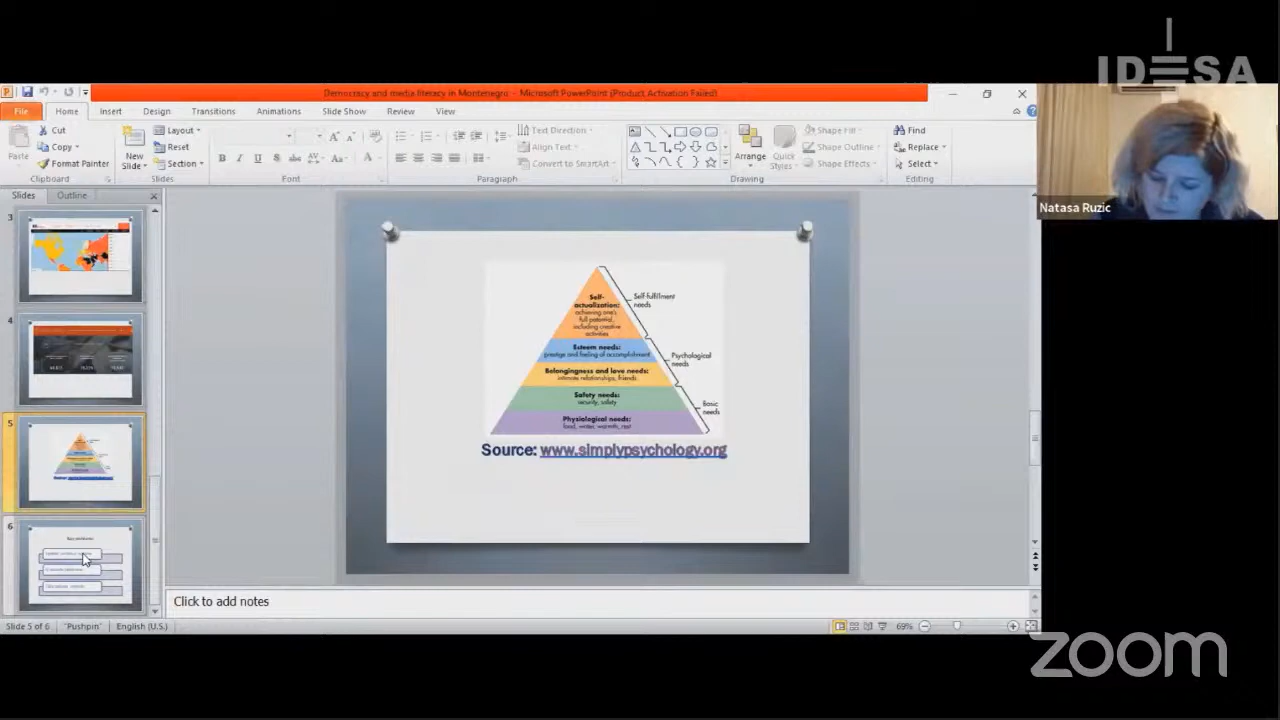 IDESA
Democracy and media literacy in Montenegro - Microsoft PowerPoint (Product Activation Failed)
File Home Insert Design Transitions Animations Slide Show Review View
Paste
Cut
Copy
Format Painter
Clipboard
New
Slide
Layout
Reset
Section
Slides
Font
Text Direction
Align Text
Convert to SmartArt
Paragraph
Arrange
Quick
Styles
Shape Fill
Shape Outline
Shape Effects
Drawing
Find
Replace
Select
Editing
Natasa Ruzic
Slides Outline
3
4
5
6
Self-
actualization:
achieving one's
full potential,
including creative
activities
Self-fulfillment
needs
Esteem needs:
prestige and feeling of accomplishment
Psychological
needs
Belongingness and love needs:
intimate relationships, friends
Safety needs:
security, safety
Basic
needs
Physiological needs:
food, water, warmth, rest
Source: www.simplypsychology.org
Click to add notes
Slide 5 of 6 "Pushpin" English (U.S.) 69%
zoom